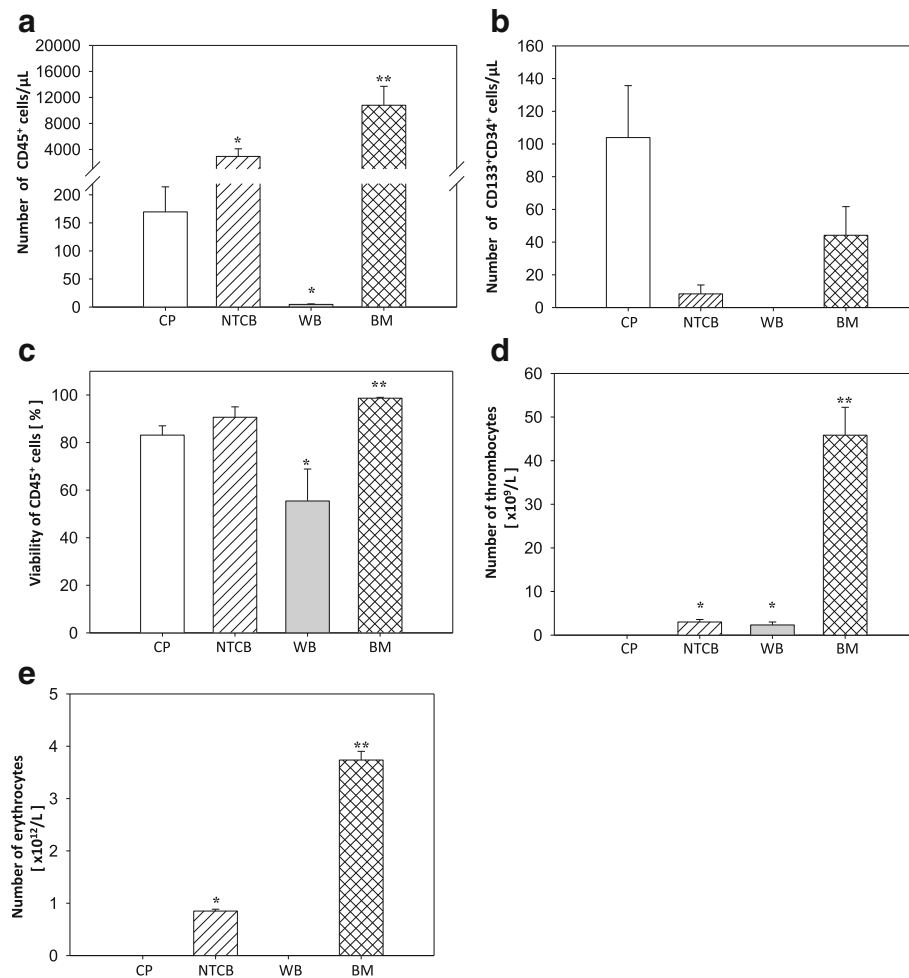 a
Number of CD45⁺ cells/µL
20000
16000
12000
8000
4000
200
150
100
50
0
*
*
**
CP NTCB WB BM
b
Number of CD133⁺CD34⁺ cells/µL
160
140
120
100
80
60
40
20
0
CP NTCB WB BM
c
Viability of CD45⁺ cells [ % ]
100
80
60
40
20
0
*
**
CP NTCB WB BM
d
Number of thrombocytes
[ x10⁹/L ]
60
50
40
30
20
10
0
*
*
**
CP NTCB WB BM
e
Number of erythrocytes
[ x10¹²/L ]
5
4
3
2
1
0
*
**
CP NTCB WB BM